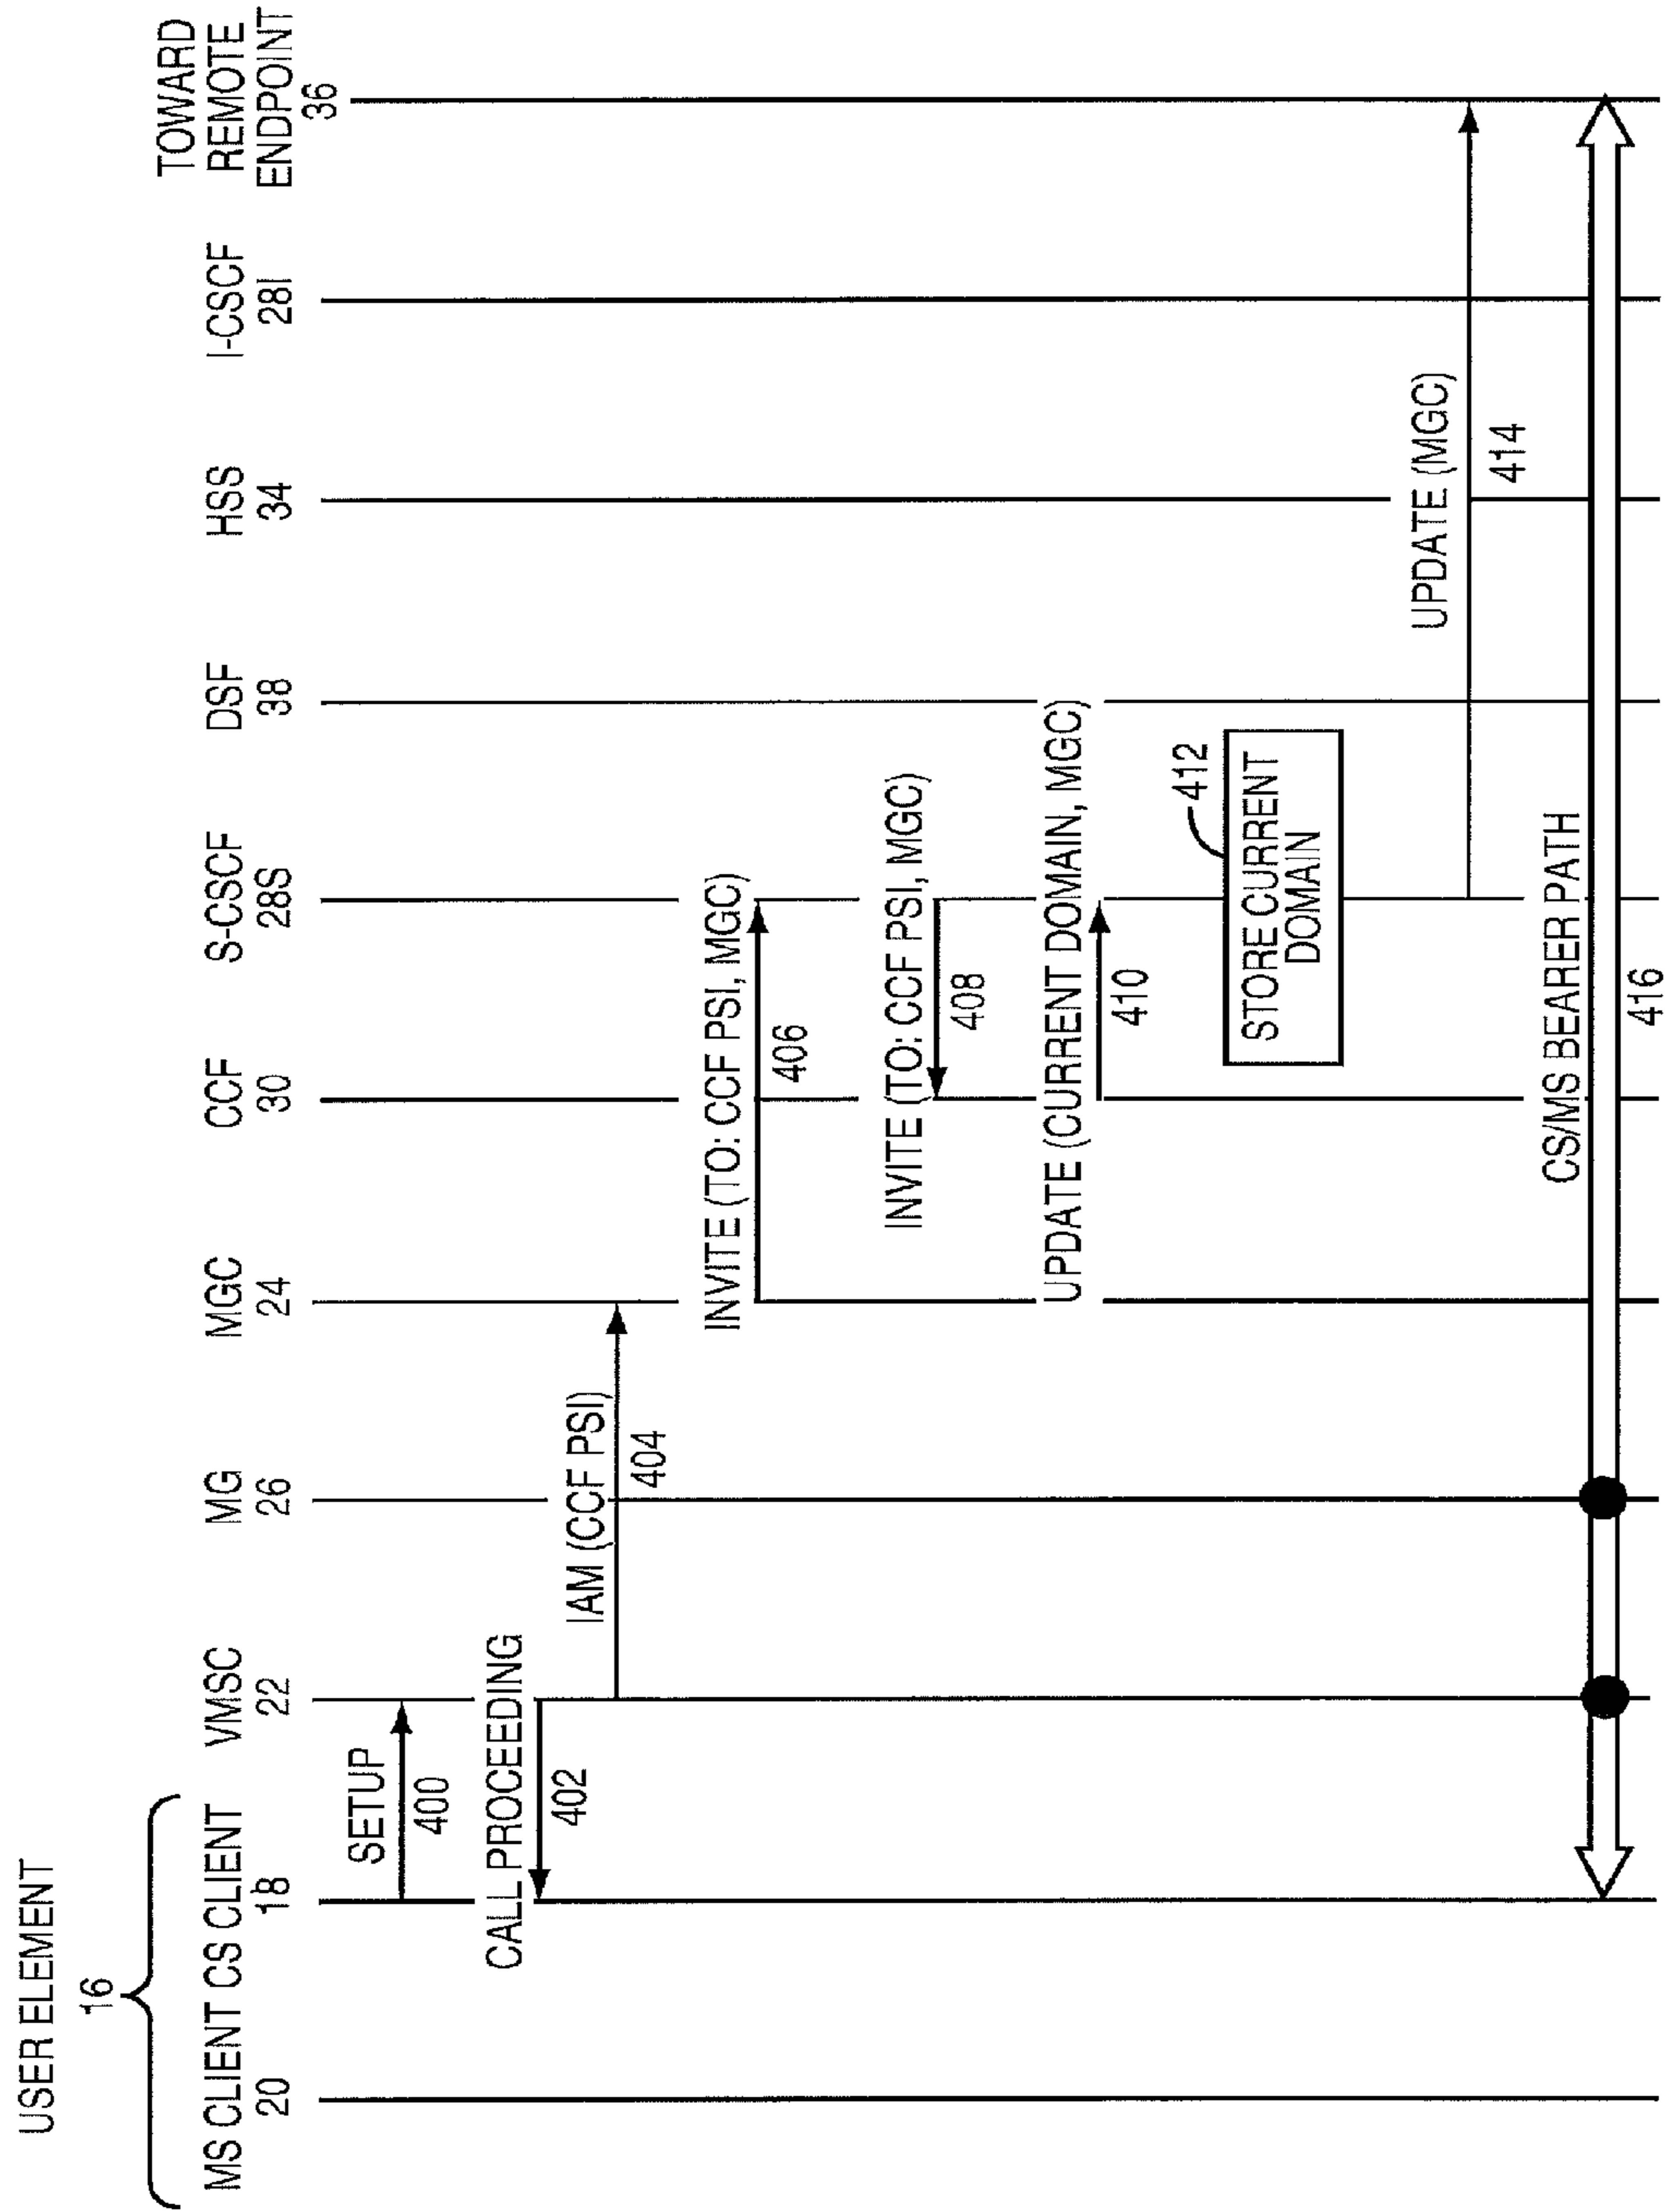 USER ELEMENT
16
MS CLIENT
20
CS CLIENT
18
VMSC
22
MG
26
MGC
24
CCF
30
S-CSCF
28S
DSF
38
HSS
34
I-CSCF
28I
TOWARD
REMOTE
ENDPOINT
36
SETUP
400
CALL PROCEEDING
402
IAM (CCF PSI)
404
INVITE (TO: CCF PSI, MGC)
406
INVITE (TO: CCF PSI, MGC)
408
UPDATE (CURRENT DOMAIN, MGC)
410
412
STORE CURRENT
DOMAIN
UPDATE (MGC)
414
CS/MS BEARER PATH
416